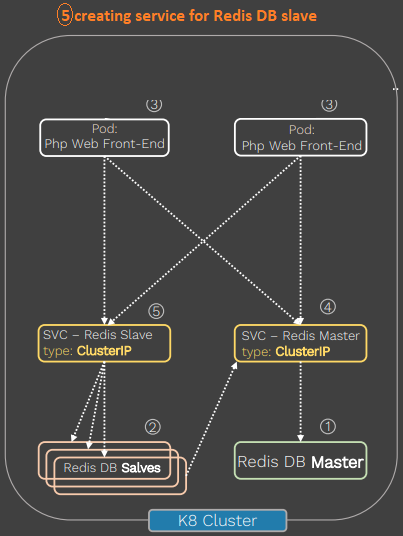 ⑤creating service for Redis DB slave
③
③
Pod:
Php Web Front-End
Pod:
Php Web Front-End
⑤
④
SVC – Redis Slave
type: ClusterIP
SVC – Redis Master
type: ClusterIP
②
①
Redis DB Salves
Redis DB Master
K8 Cluster